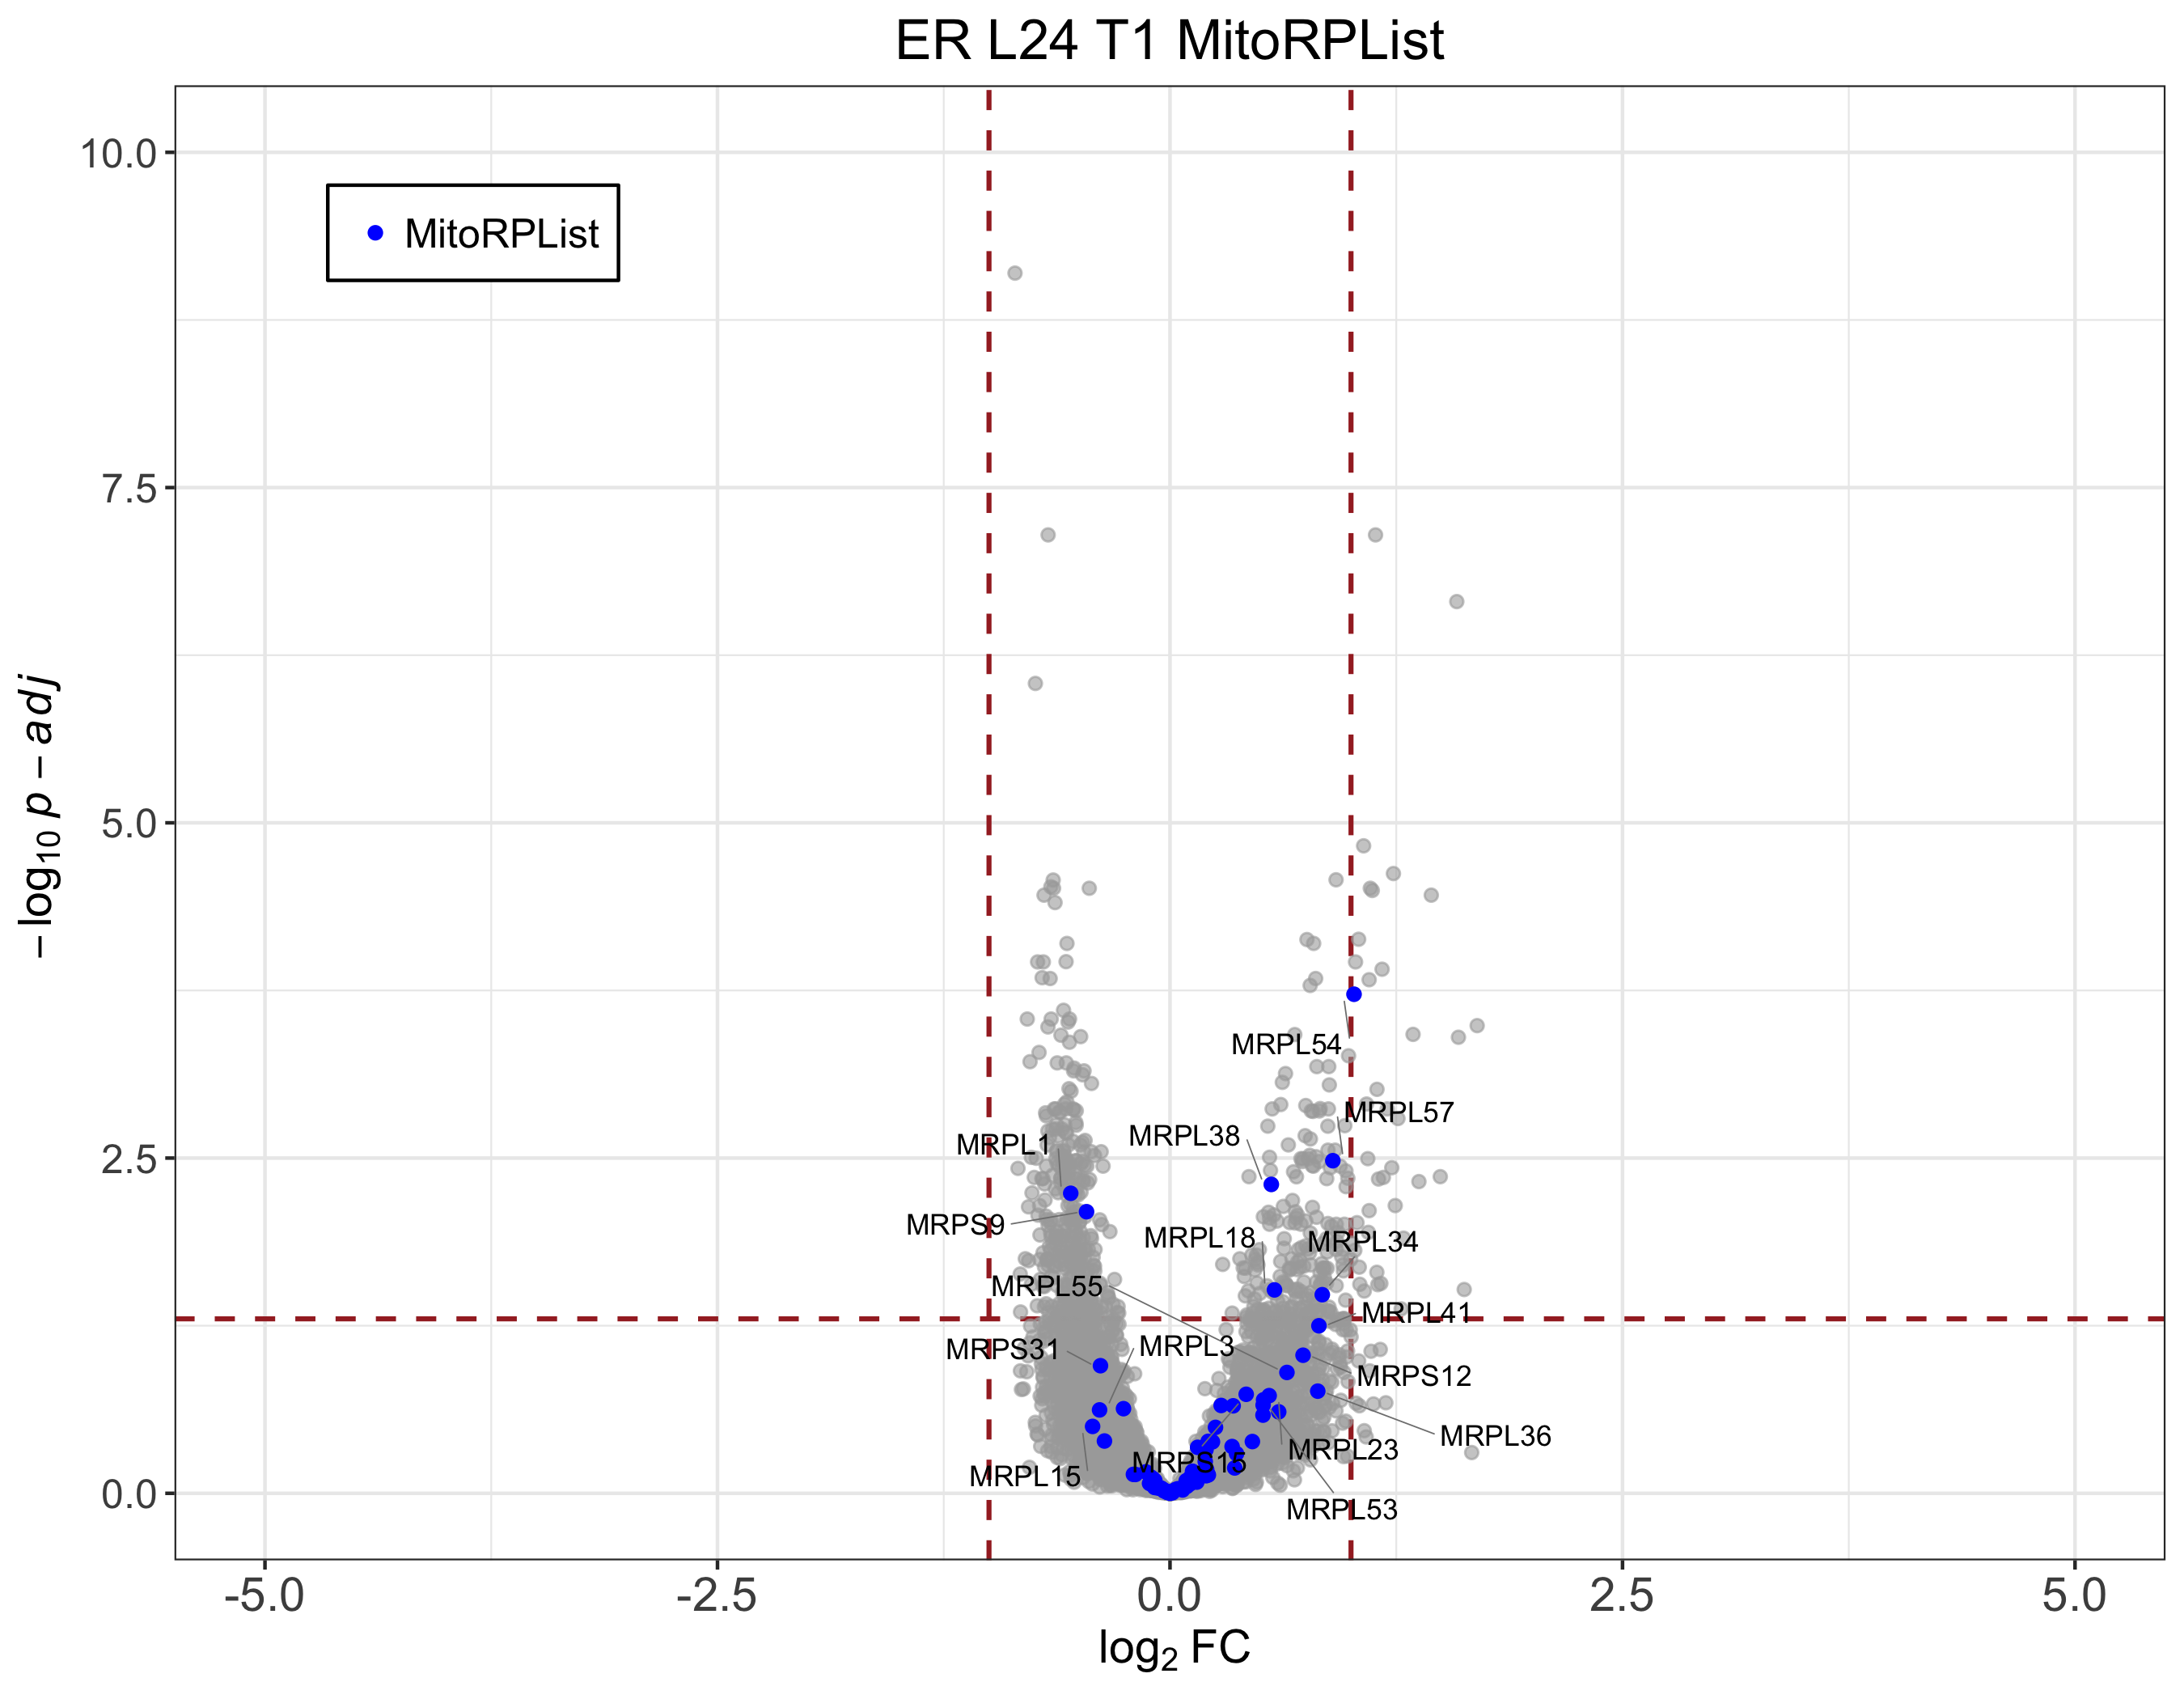 ER L24 T1 MitoRPList
MitoRPList
10.0
7.5
5.0
2.5
0.0
−log10 p − adj
MRPL54
MRPL57
MRPL38
MRPL1
MRPS9
MRPL18
MRPL34
MRPL55
MRPL41
MRPS31
MRPL3
MRPS12
MRPL36
MRPL23
MRPS15
MRPL15
MRPL53
-5.0
-2.5
0.0
2.5
5.0
log2 FC